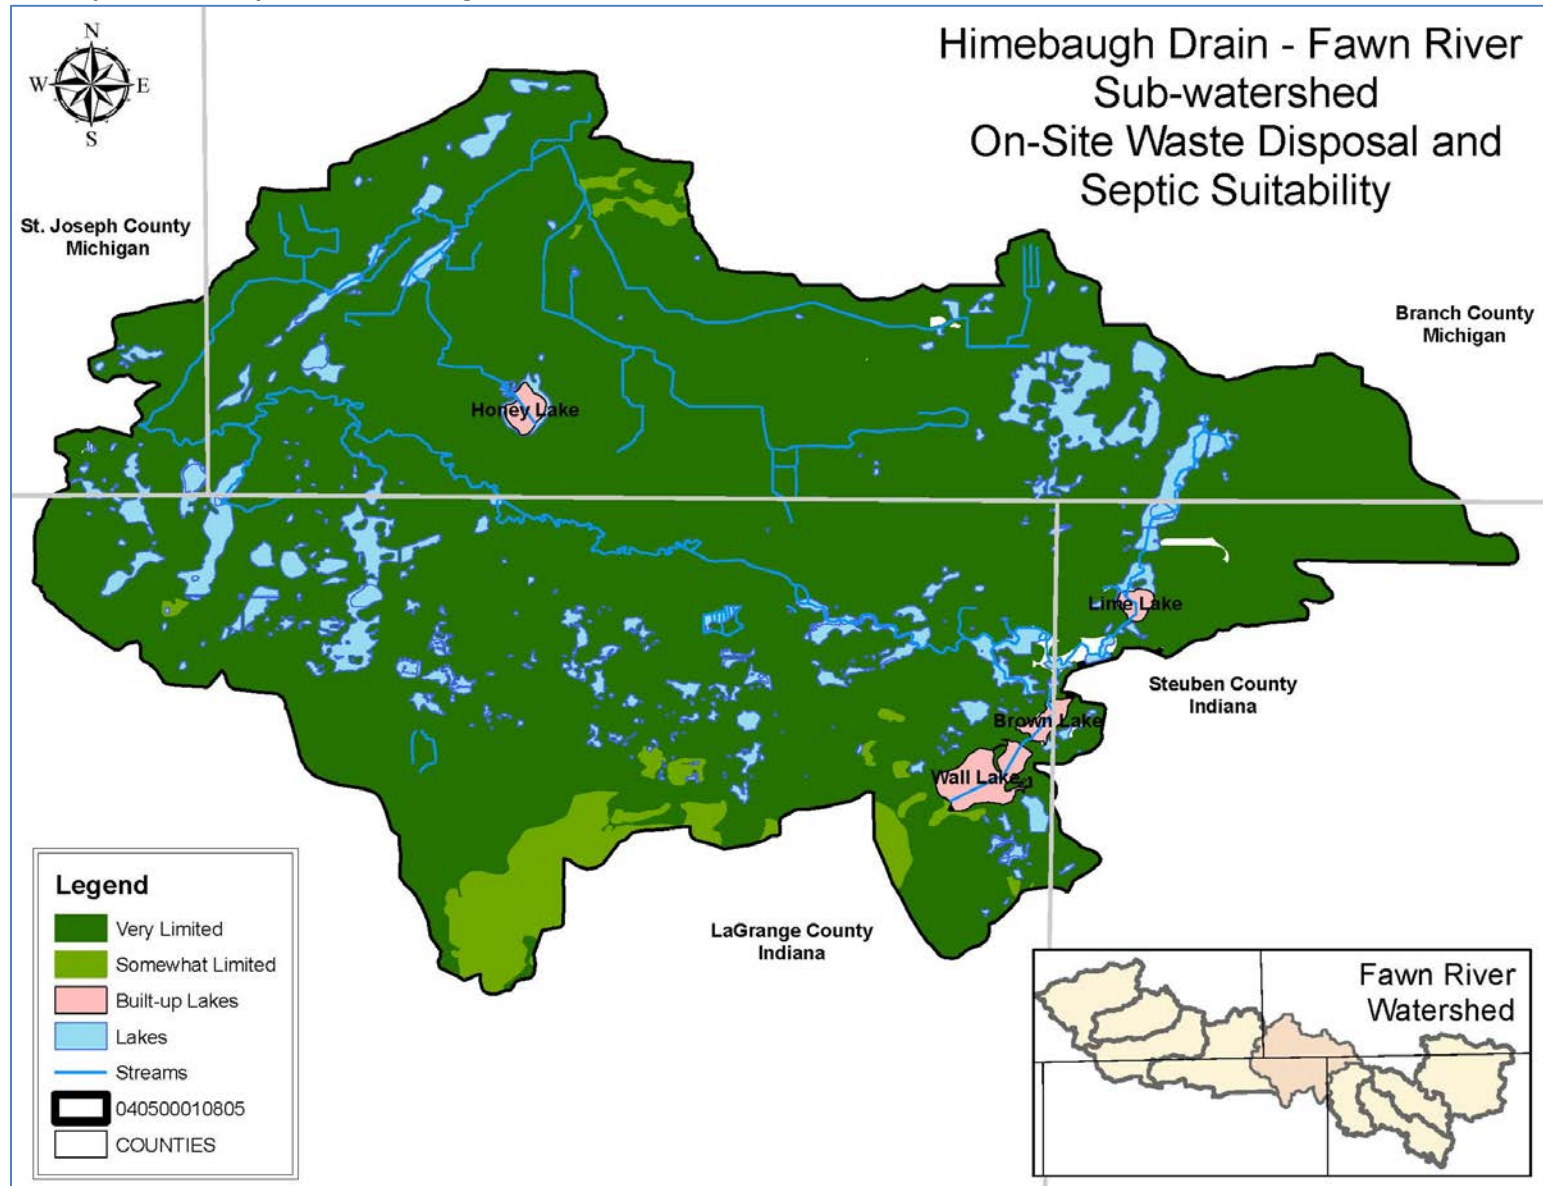 Himebaugh Drain - Fawn River
Sub-watershed
On-Site Waste Disposal and
Septic Suitability
N
W
E
S
St. Joseph County
Michigan
Branch County
Michigan
Honey Lake
Lime Lake
Steuben County
Indiana
Brown Lake
Wall Lake
LaGrange County
Indiana
Legend
Very Limited
Somewhat Limited
Built-up Lakes
Lakes
Streams
040500010805
COUNTIES
Fawn River
Watershed